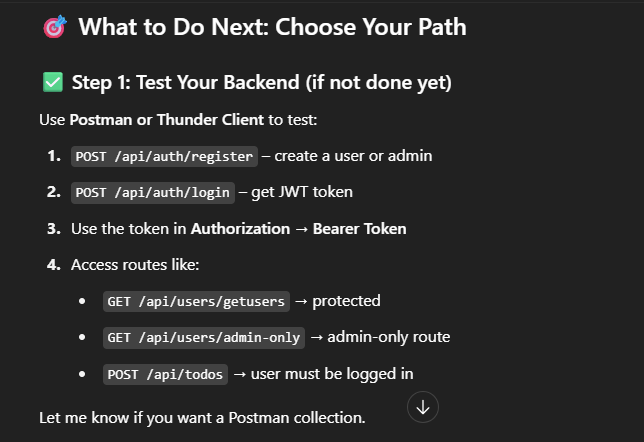 🎯 What to Do Next: Choose Your Path
✅ Step 1: Test Your Backend (if not done yet)
Use Postman or Thunder Client to test:
1. POST /api/auth/register – create a user or admin
2. POST /api/auth/login – get JWT token
3. Use the token in Authorization → Bearer Token
4. Access routes like:
• GET /api/users/getusers → protected
• GET /api/users/admin-only → admin-only route
• POST /api/todos → user must be logged in
Let me know if you want a Postman collection.